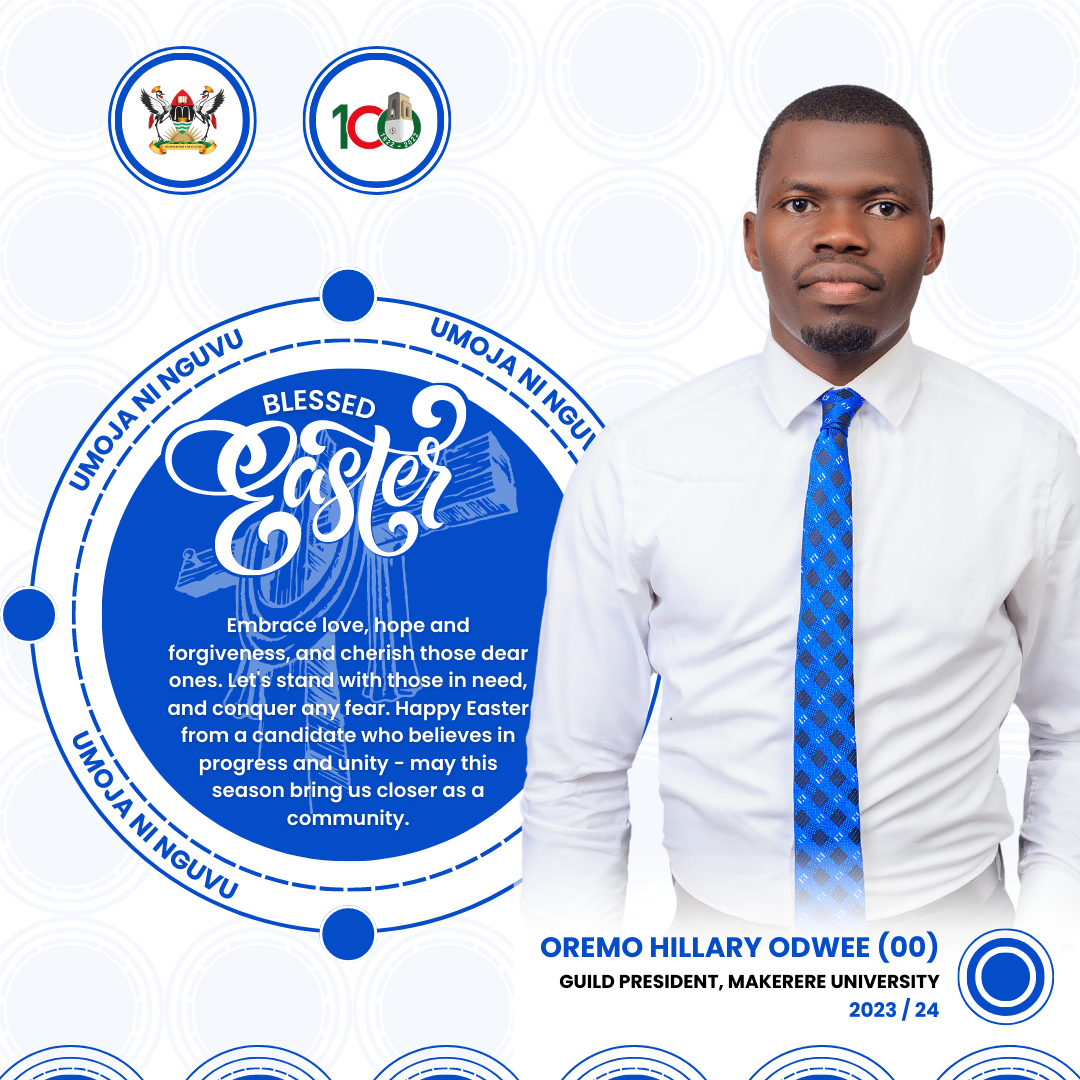 100
1922 - 2022
UMOJA NI NGUVU
UMOJA NI NGUVU
BLESSED
Easter
Embrace love, hope and
forgiveness, and cherish those dear
ones. Let's stand with those in need,
and conquer any fear. Happy Easter
from a candidate who believes in
progress and unity - may this
season bring us closer as a
community.
UMOJA NI NGUVU
OREMO HILLARY ODWEE (00)
GUILD PRESIDENT, MAKERERE UNIVERSITY
2023 / 24